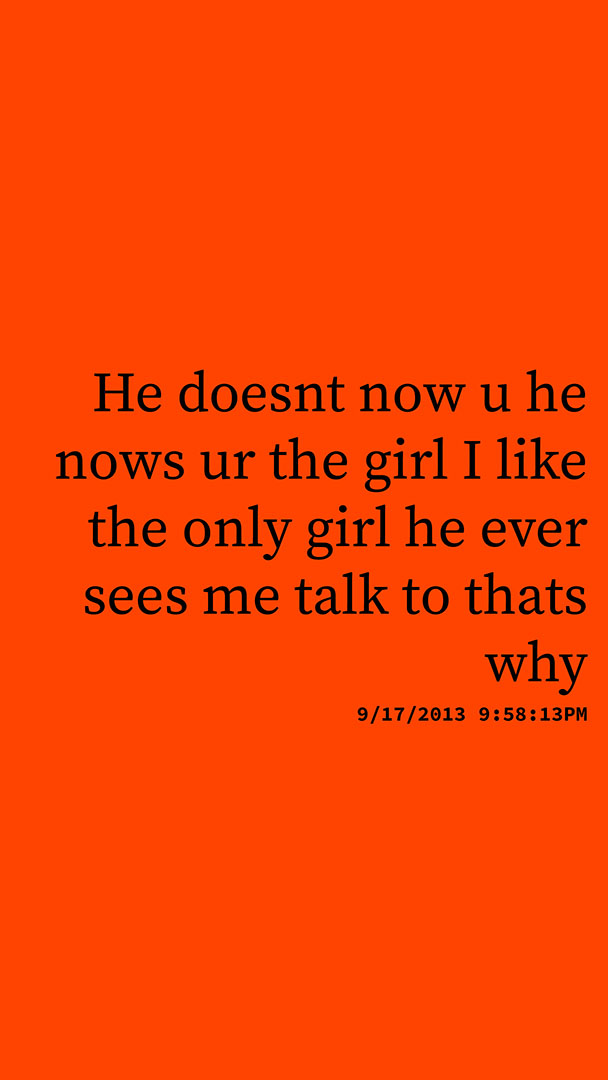 He doesnt now u he
nows ur the girl I like
the only girl he ever
sees me talk to thats
why
9/17/2013 9:58:13PM